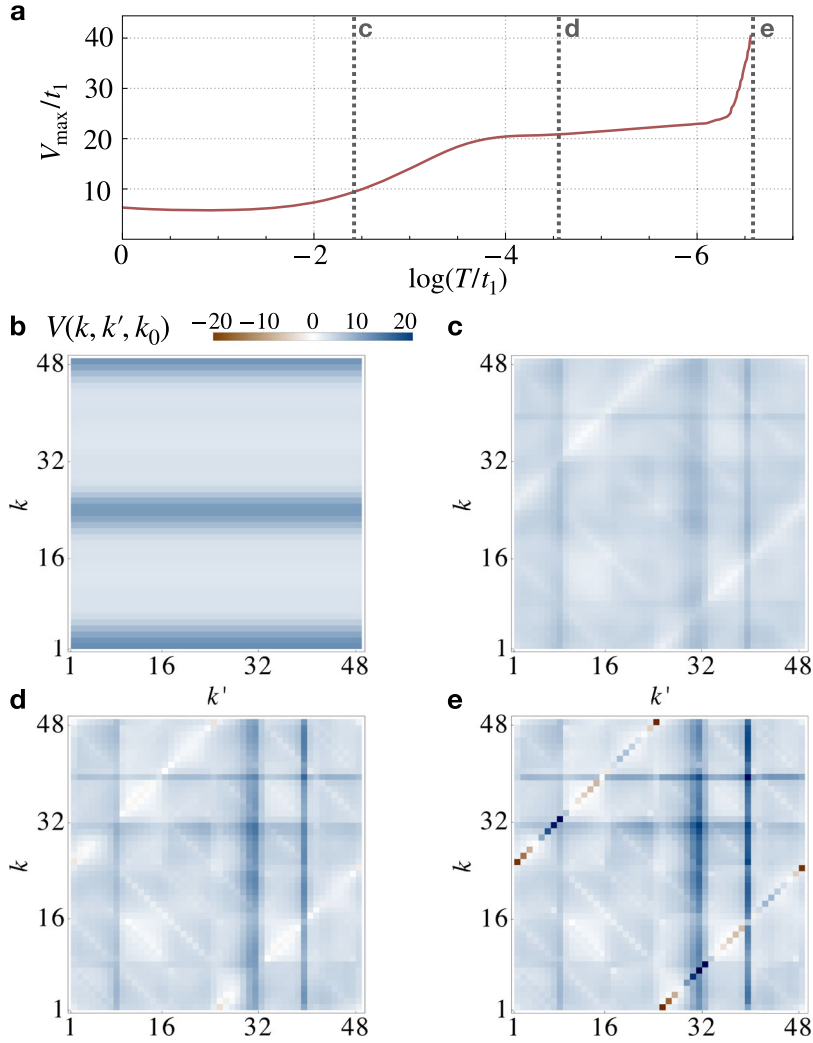 a
V_max/t_1
40
30
20
10
c
d
e
0
−2
−4
−6
log(T/t_1)
b
V(k, k′, k_0)
−20 −10 0 10 20
c
48
32
16
1
k
1 16 32 48
k'
48
32
16
1
k
1 16 32 48
k'
d
48
32
16
1
k
1 16 32 48
e
48
32
16
1
k
1 16 32 48